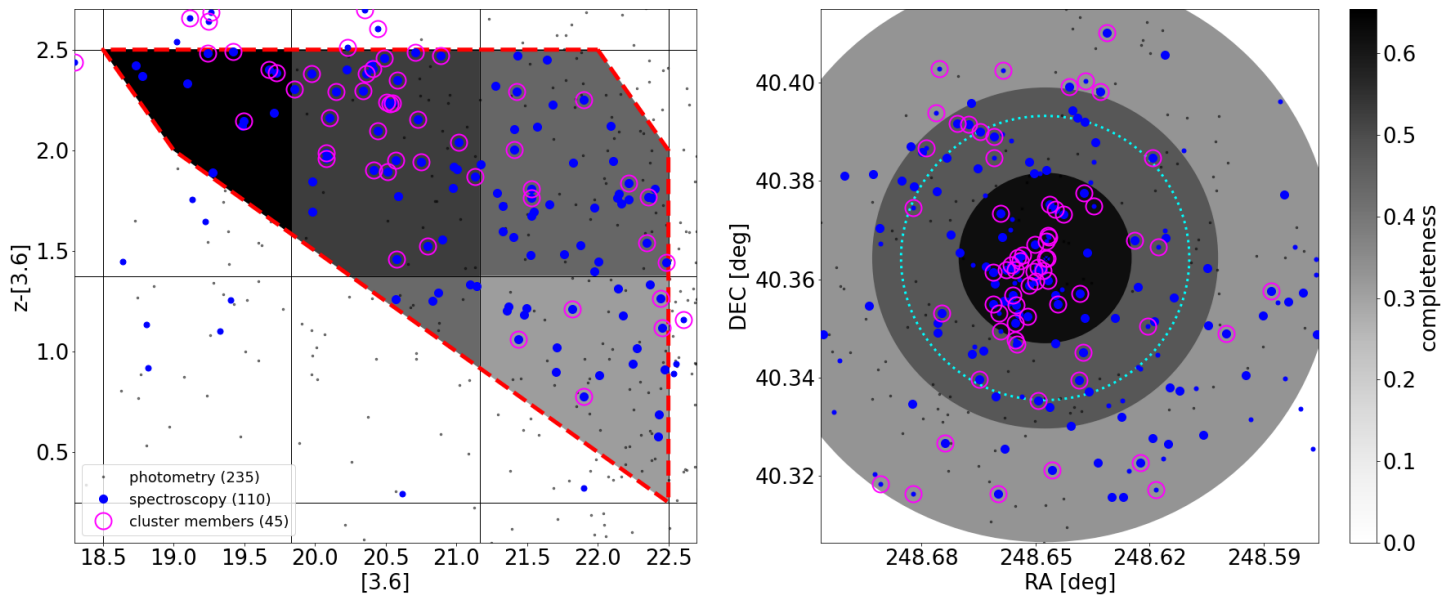 2.5
2.0
1.5
1.0
0.5
z-[3.6]
photometry (235)
spectroscopy (110)
cluster members (45)
18.5 19.0 19.5 20.0 20.5 21.0 21.5 22.0 22.5
[3.6]
40.40
40.38
40.36
40.34
40.32
DEC [deg]
248.68 248.65 248.62 248.59
RA [deg]
0.6
0.5
0.4
0.3
0.2
0.1
0.0
completeness